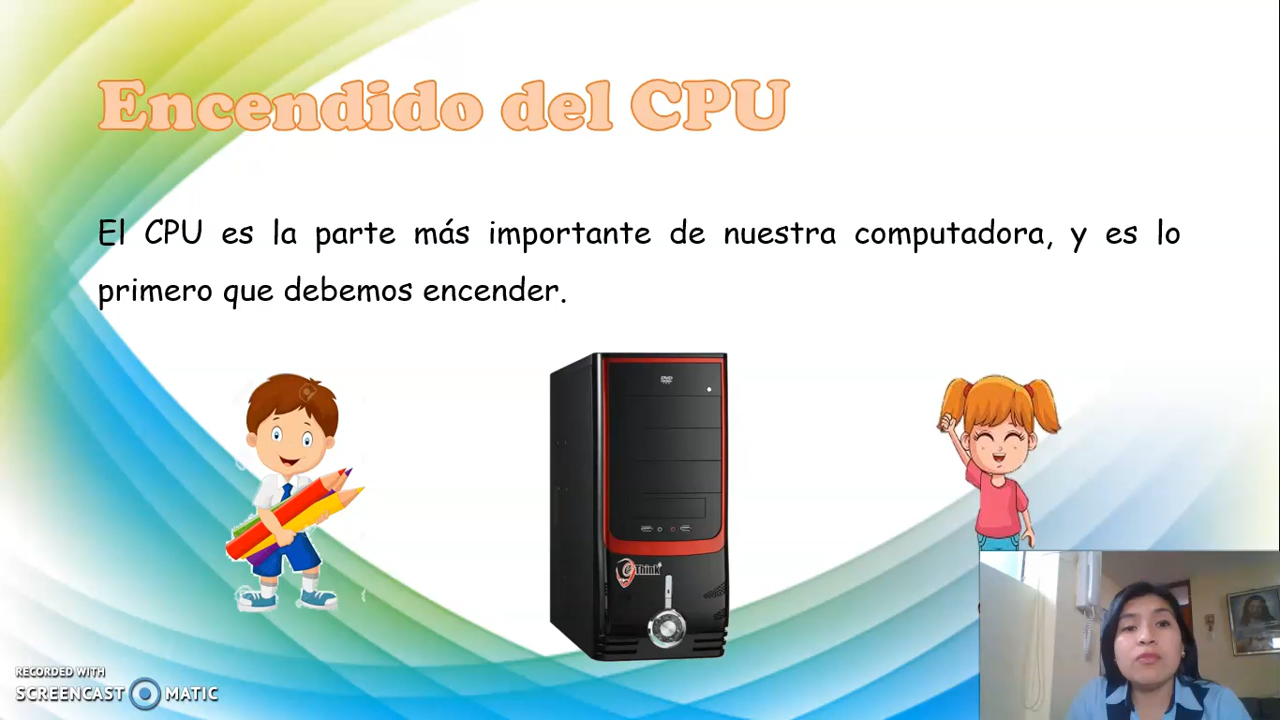 Encendido del CPU
El CPU es la parte más importante de nuestra computadora, y es lo
primero que debemos encender.
DVD
eThink
RECORDED WITH
SCREENCAST MATIC